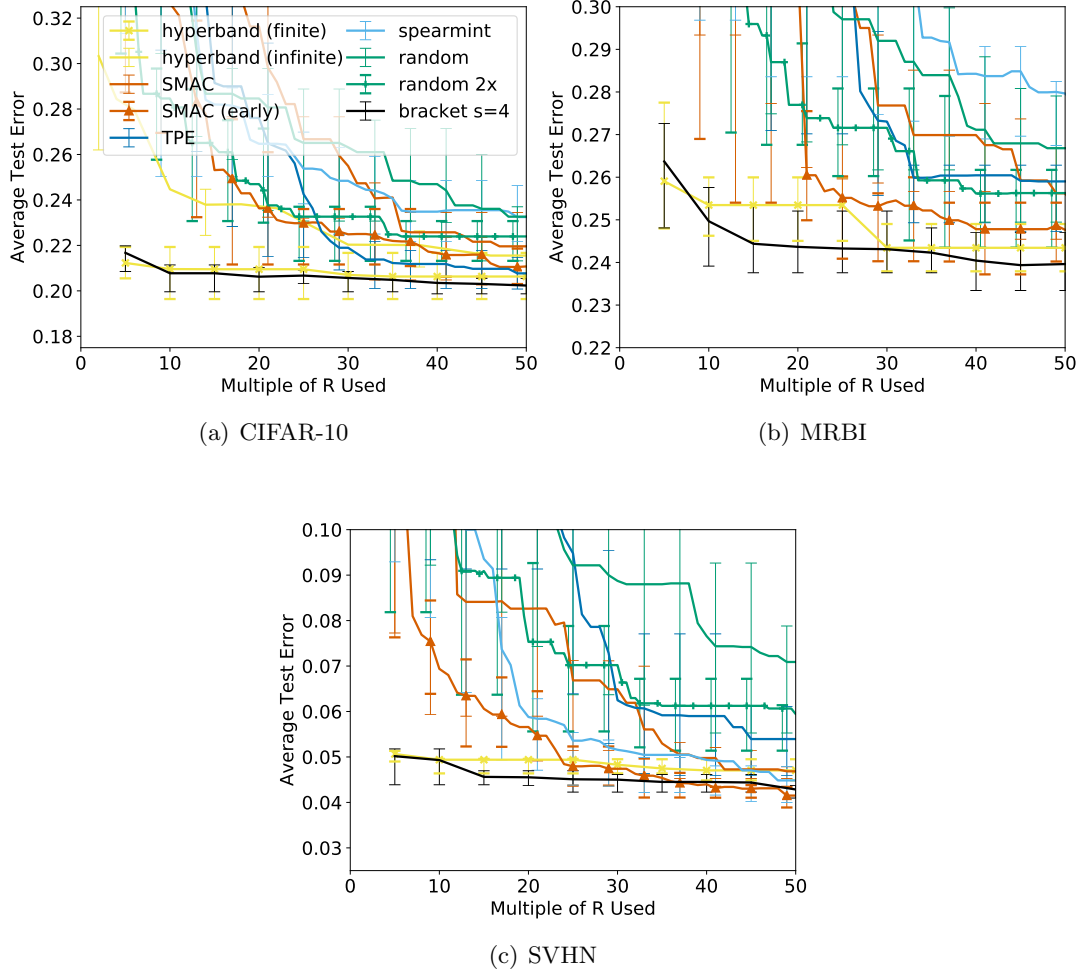 hyperband (finite)
hyperband (infinite)
SMAC
SMAC (early)
TPE
spearmint
random
random 2x
bracket s=4
Average Test Error
0.32
0.30
0.28
0.26
0.24
0.22
0.20
0.18
0 10 20 30 40 50
Multiple of R Used
(a) CIFAR-10
Average Test Error
0.30
0.29
0.28
0.27
0.26
0.25
0.24
0.23
0.22
0 10 20 30 40 50
Multiple of R Used
(b) MRBI
Average Test Error
0.10
0.09
0.08
0.07
0.06
0.05
0.04
0.03
0 10 20 30 40 50
Multiple of R Used
(c) SVHN